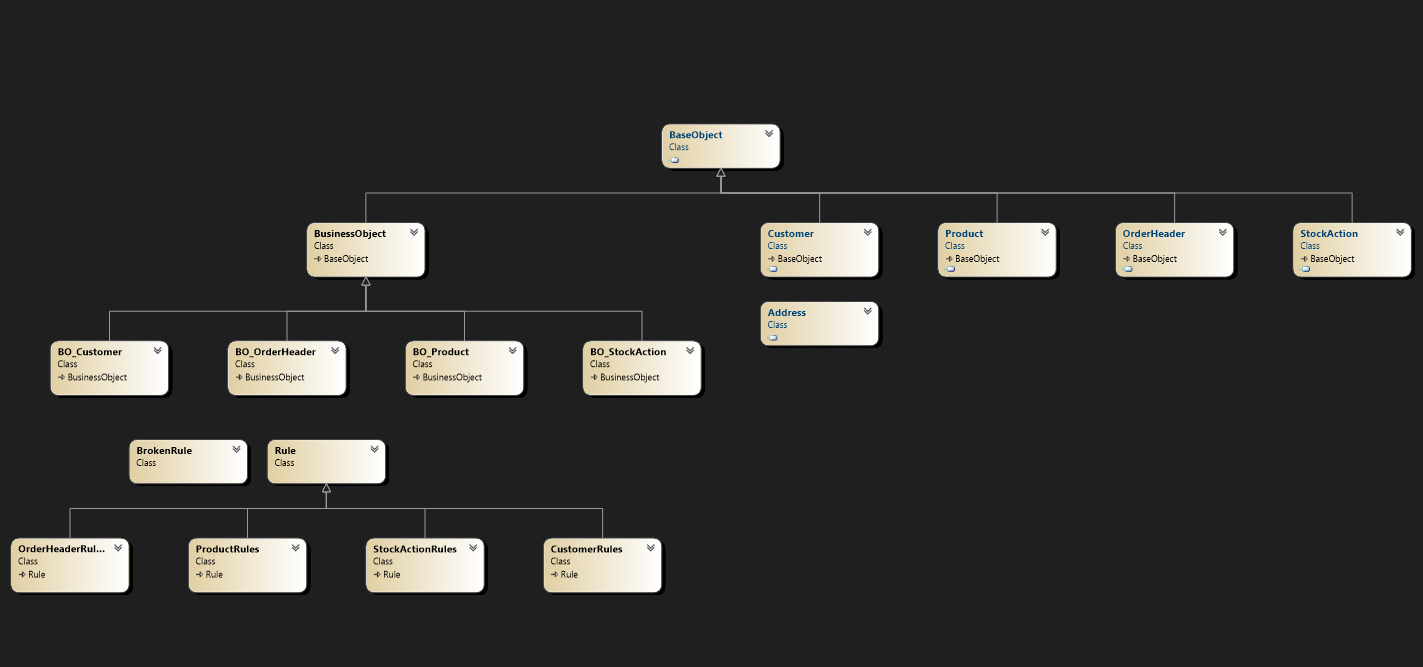 BaseObject
Class
BusinessObject
Class
BaseObject
Customer
Class
BaseObject
Product
Class
BaseObject
OrderHeader
Class
BaseObject
StockAction
Class
BaseObject
Address
Class
BO_Customer
Class
BusinessObject
BO_OrderHeader
Class
BusinessObject
BO_Product
Class
BusinessObject
BO_StockAction
Class
BusinessObject
BrokenRule
Class
Rule
Class
OrderHeaderRul...
Class
Rule
ProductRules
Class
Rule
StockActionRules
Class
Rule
CustomerRules
Class
Rule